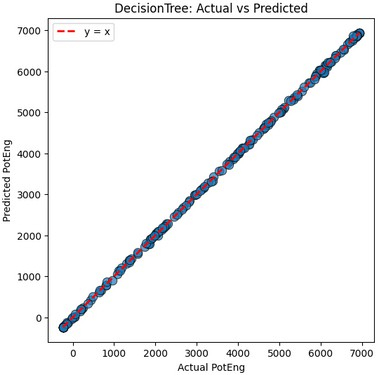 DecisionTree: Actual vs Predicted
y = x
Predicted PotEng
7000
6000
5000
4000
3000
2000
1000
0
0 1000 2000 3000 4000 5000 6000 7000
Actual PotEng